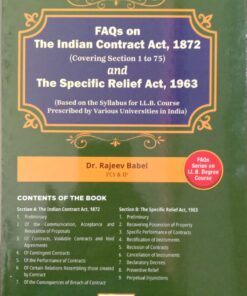 FAQs on
The Indian Contract Act, 1872
(Covering Section 1 to 75)
and
The Specific Relief Act, 1963
(Based on the Syllabus for LL.B. Course
Prescribed by Various Universities in India)
Dr. Rajeev Babel
FCS & IP
FAQs
Series on
LL.B. Degree
Course
CONTENTS OF THE BOOK
Section A: The Indian Contract Act, 1872
1. Preliminary
2. Of the Communication, Acceptance and
Revocation of Proposals
3. Of Contracts, Voidable Contracts and Void
Agreements
4. Of Contingent Contracts
5. Of the Performance of Contracts
6. Of Certain Relations Resembling those created
by Contract
7. Of the Consequences of Breach of Contract
Section B: The Specific Relief Act, 1963
1. Preliminary
2. Recovering Possession of Property
3. Specific Performance of Contracts
4. Rectification of Instruments
5. Recission of Contracts
6. Cancellation of Instruments
7. Declaratory Decrees
8. Preventive Relief
9. Perpetual Injunctions